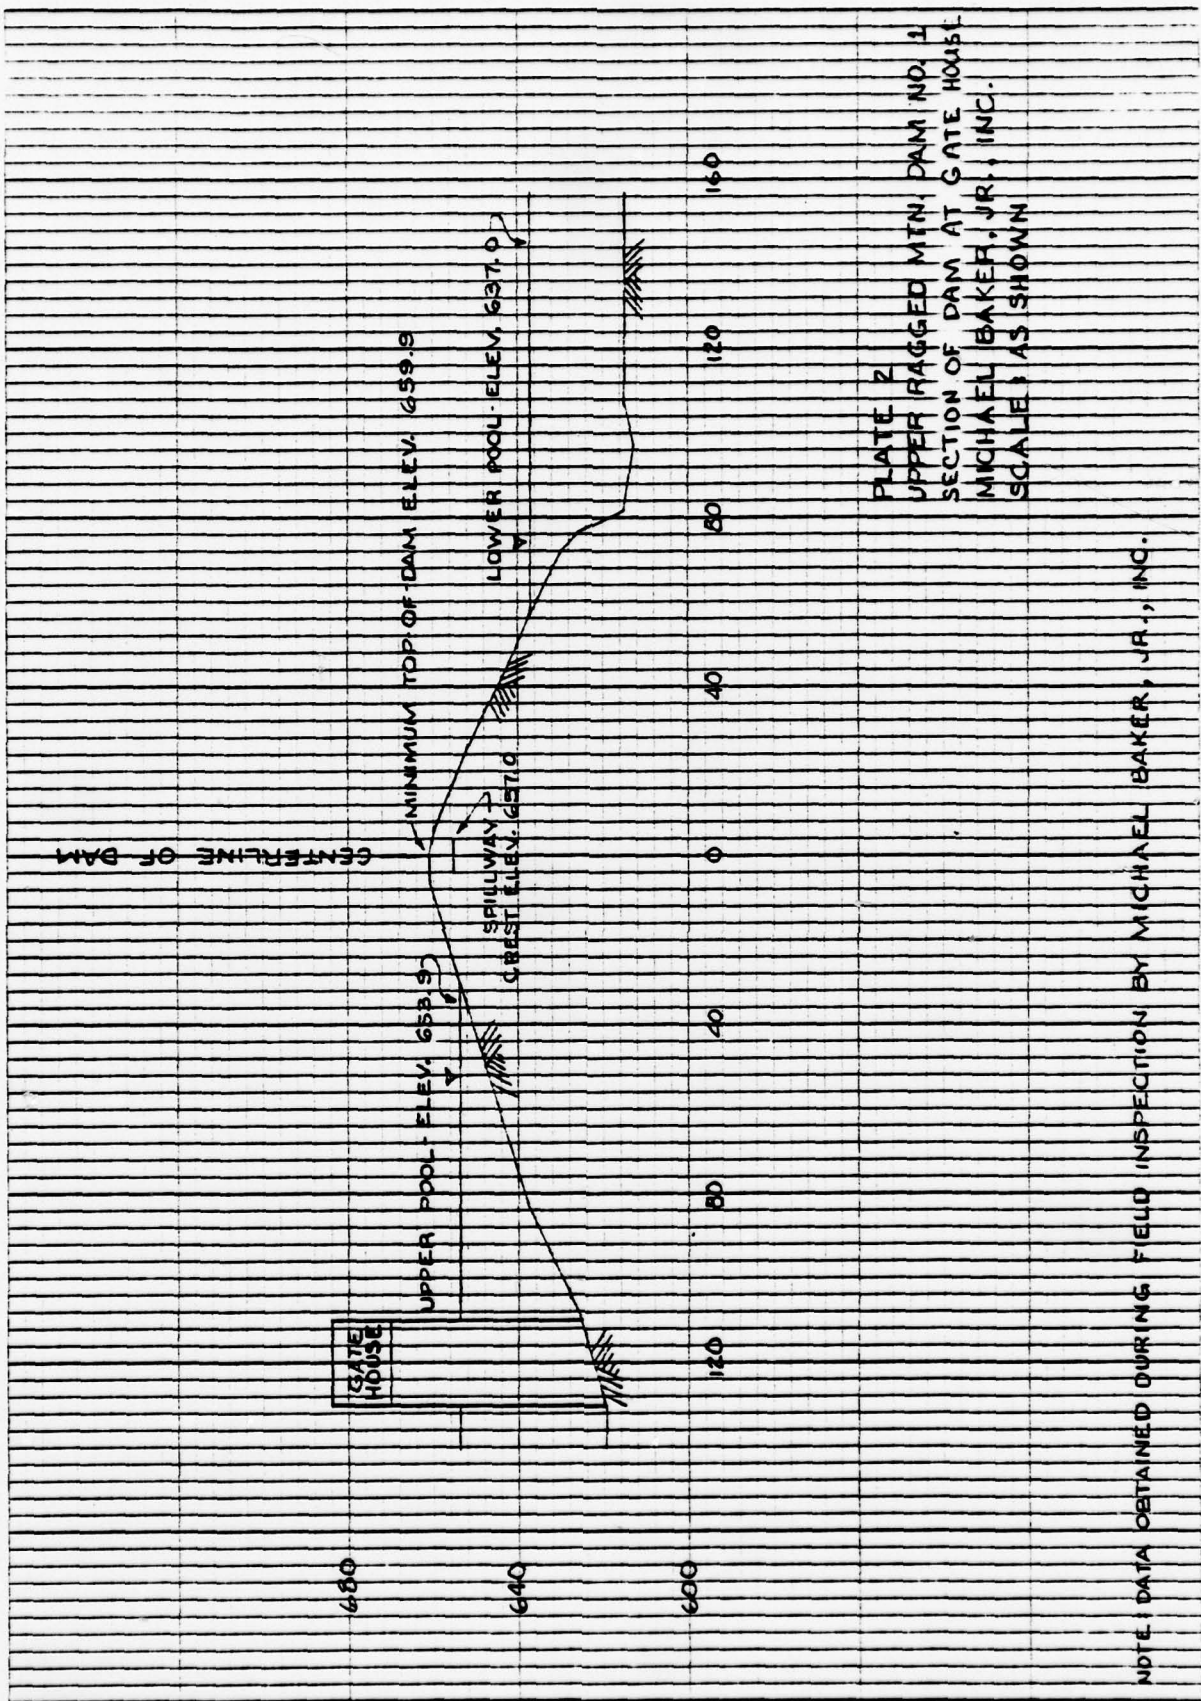 CENTERLINE OF DAM
MINIMUM TOP-OF-DAM ELEV. 659.9
GATE
HOUSE
UPPER POOL-ELEV. 653.9
SPILLWAY
CREST ELEV. 657.0
LOWER POOL-ELEV. 637.0
680
640
600
120
80
40
0
40
80
120
160
PLATE 2
UPPER RAGGED MTN. DAM NO. 1
SECTION OF DAM AT GATE HOUSE
MICHAEL BAKER, JR., INC.
SCALE: AS SHOWN
NOTE: DATA OBTAINED DURING FIELD INSPECTION BY MICHAEL BAKER, JR., INC.